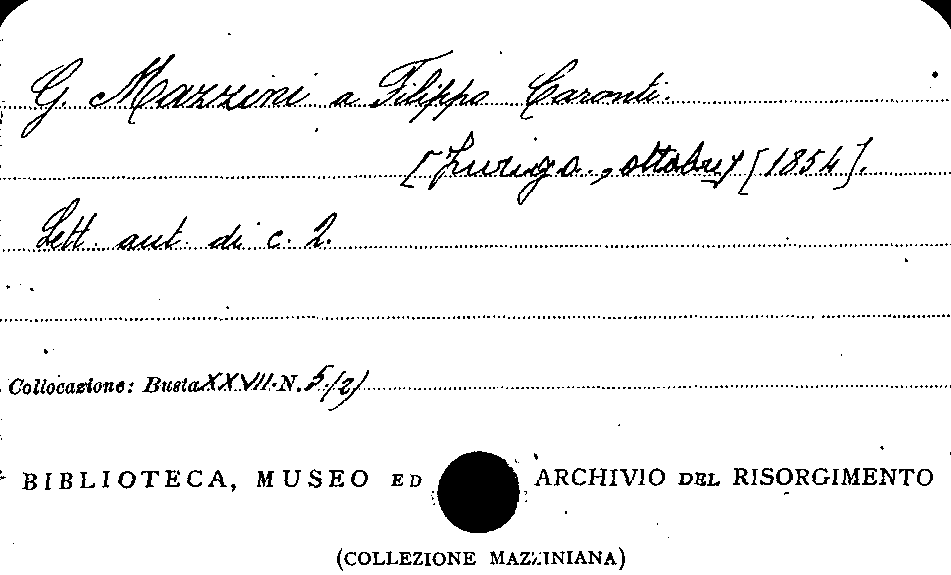 G. Mazzini a Filippo Caronti.
[Zurigo., ottobre] [1854].
Lett. aut. di c. 2.
Collocazione: Busta XXVII-N. 5/(2)
BIBLIOTECA, MUSEO ED ARCHIVIO DEL RISORGIMENTO
(COLLEZIONE MAZZINIANA)